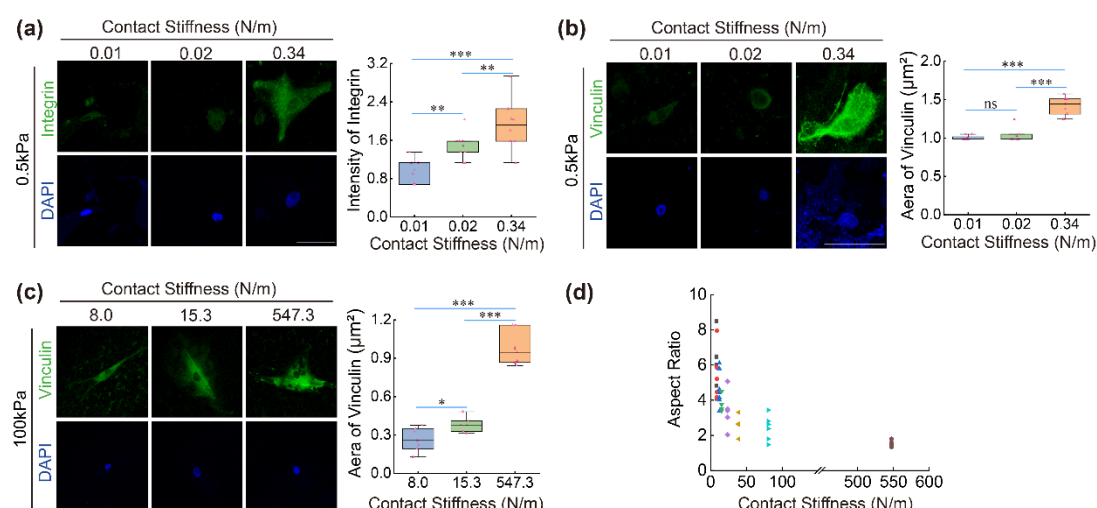 (a)
Contact Stiffness (N/m)
0.01 0.02 0.34
0.5kPa
Integrin
DAPI
***
**
**
Intensity of Integrin
3.2
2.4
1.6
0.8
0.0
0.01 0.02 0.34
Contact Stiffness (N/m)
(b)
Contact Stiffness (N/m)
0.01 0.02 0.34
0.5kPa
Vinculin
DAPI
***
***
ns
Aera of Vinculin (μm²)
2.0
1.5
1.0
0.5
0.0
0.01 0.02 0.34
Contact Stiffness (N/m)
(c)
Contact Stiffness (N/m)
8.0 15.3 547.3
100kPa
Vinculin
DAPI
***
***
*
Aera of Vinculin (μm²)
1.2
0.9
0.6
0.3
0.0
8.0 15.3 547.3
Contact Stiffness (N/m)
(d)
Aspect Ratio
10
8
6
4
2
0
0 50 100 500 550 600
Contact Stiffness (N/m)